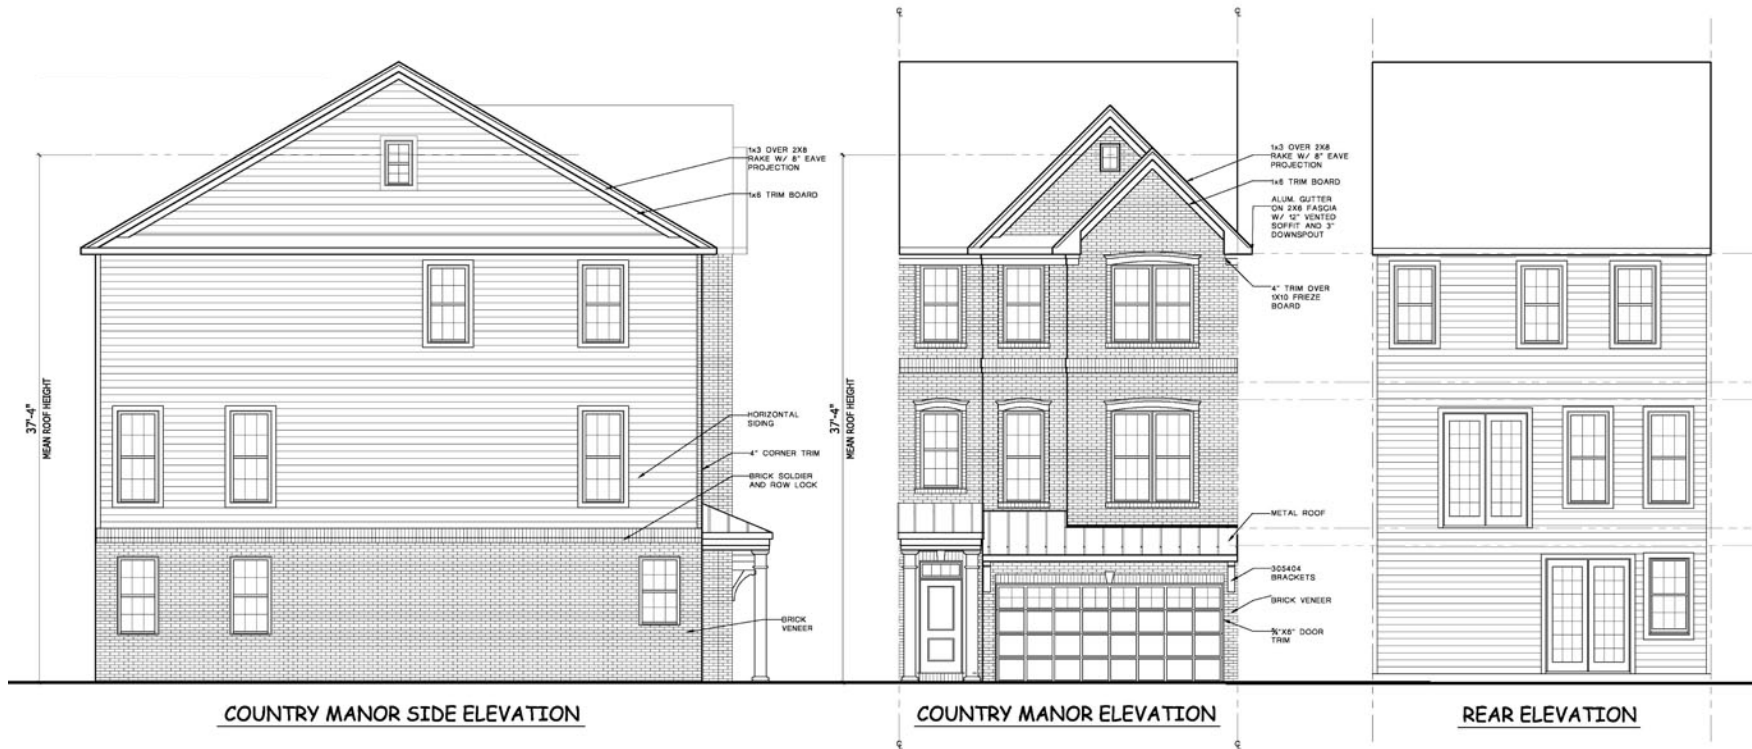 ℄
℄
1x3 OVER 2X8
RAKE W/ 8" EAVE
PROJECTION
1x6 TRIM BOARD
37'-4"
MEAN ROOF HEIGHT
HORIZONTAL
SIDING
4" CORNER TRIM
BRICK SOLDIER
AND ROW LOCK
BRICK
VENEER
COUNTRY MANOR SIDE ELEVATION
1x3 OVER 2X8
RAKE W/ 8" EAVE
PROJECTION
1x6 TRIM BOARD
ALUM. GUTTER
ON 2X6 FASCIA
W/ 12" VENTED
SOFFIT AND 3"
DOWNSPOUT
4" TRIM OVER
1X10 FRIEZE
BOARD
37'-4"
MEAN ROOF HEIGHT
METAL ROOF
BRACKETS
BRICK VENEER
DOOR
TRIM
COUNTRY MANOR ELEVATION
REAR ELEVATION
℄
℄